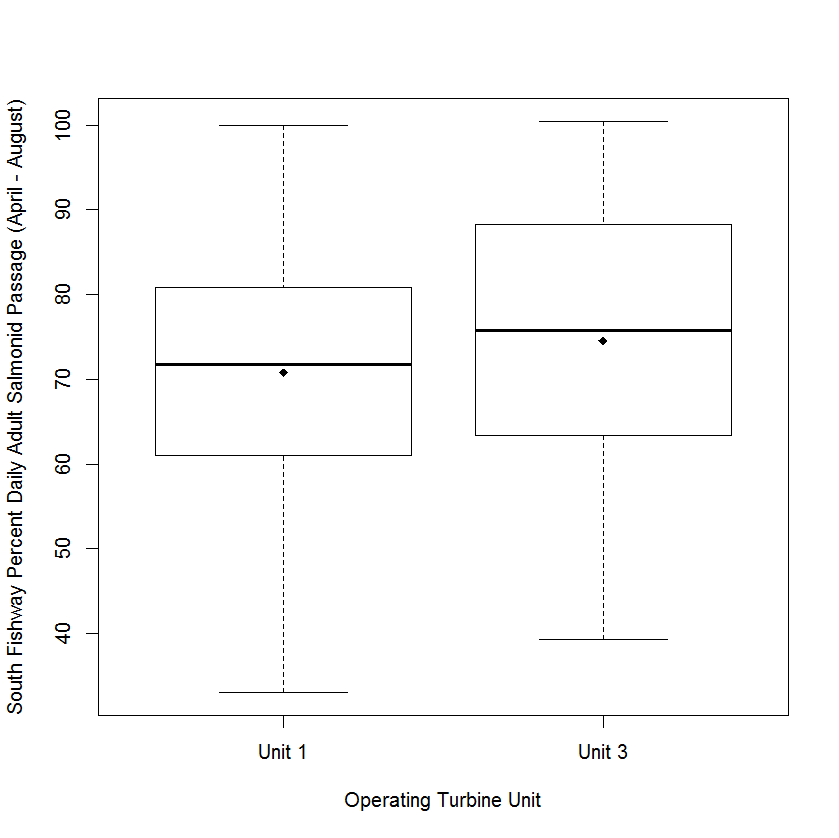 South Fishway Percent Daily Adult Salmonid Passage (April - August)
100
90
80
70
60
50
40
Unit 1
Unit 3
Operating Turbine Unit